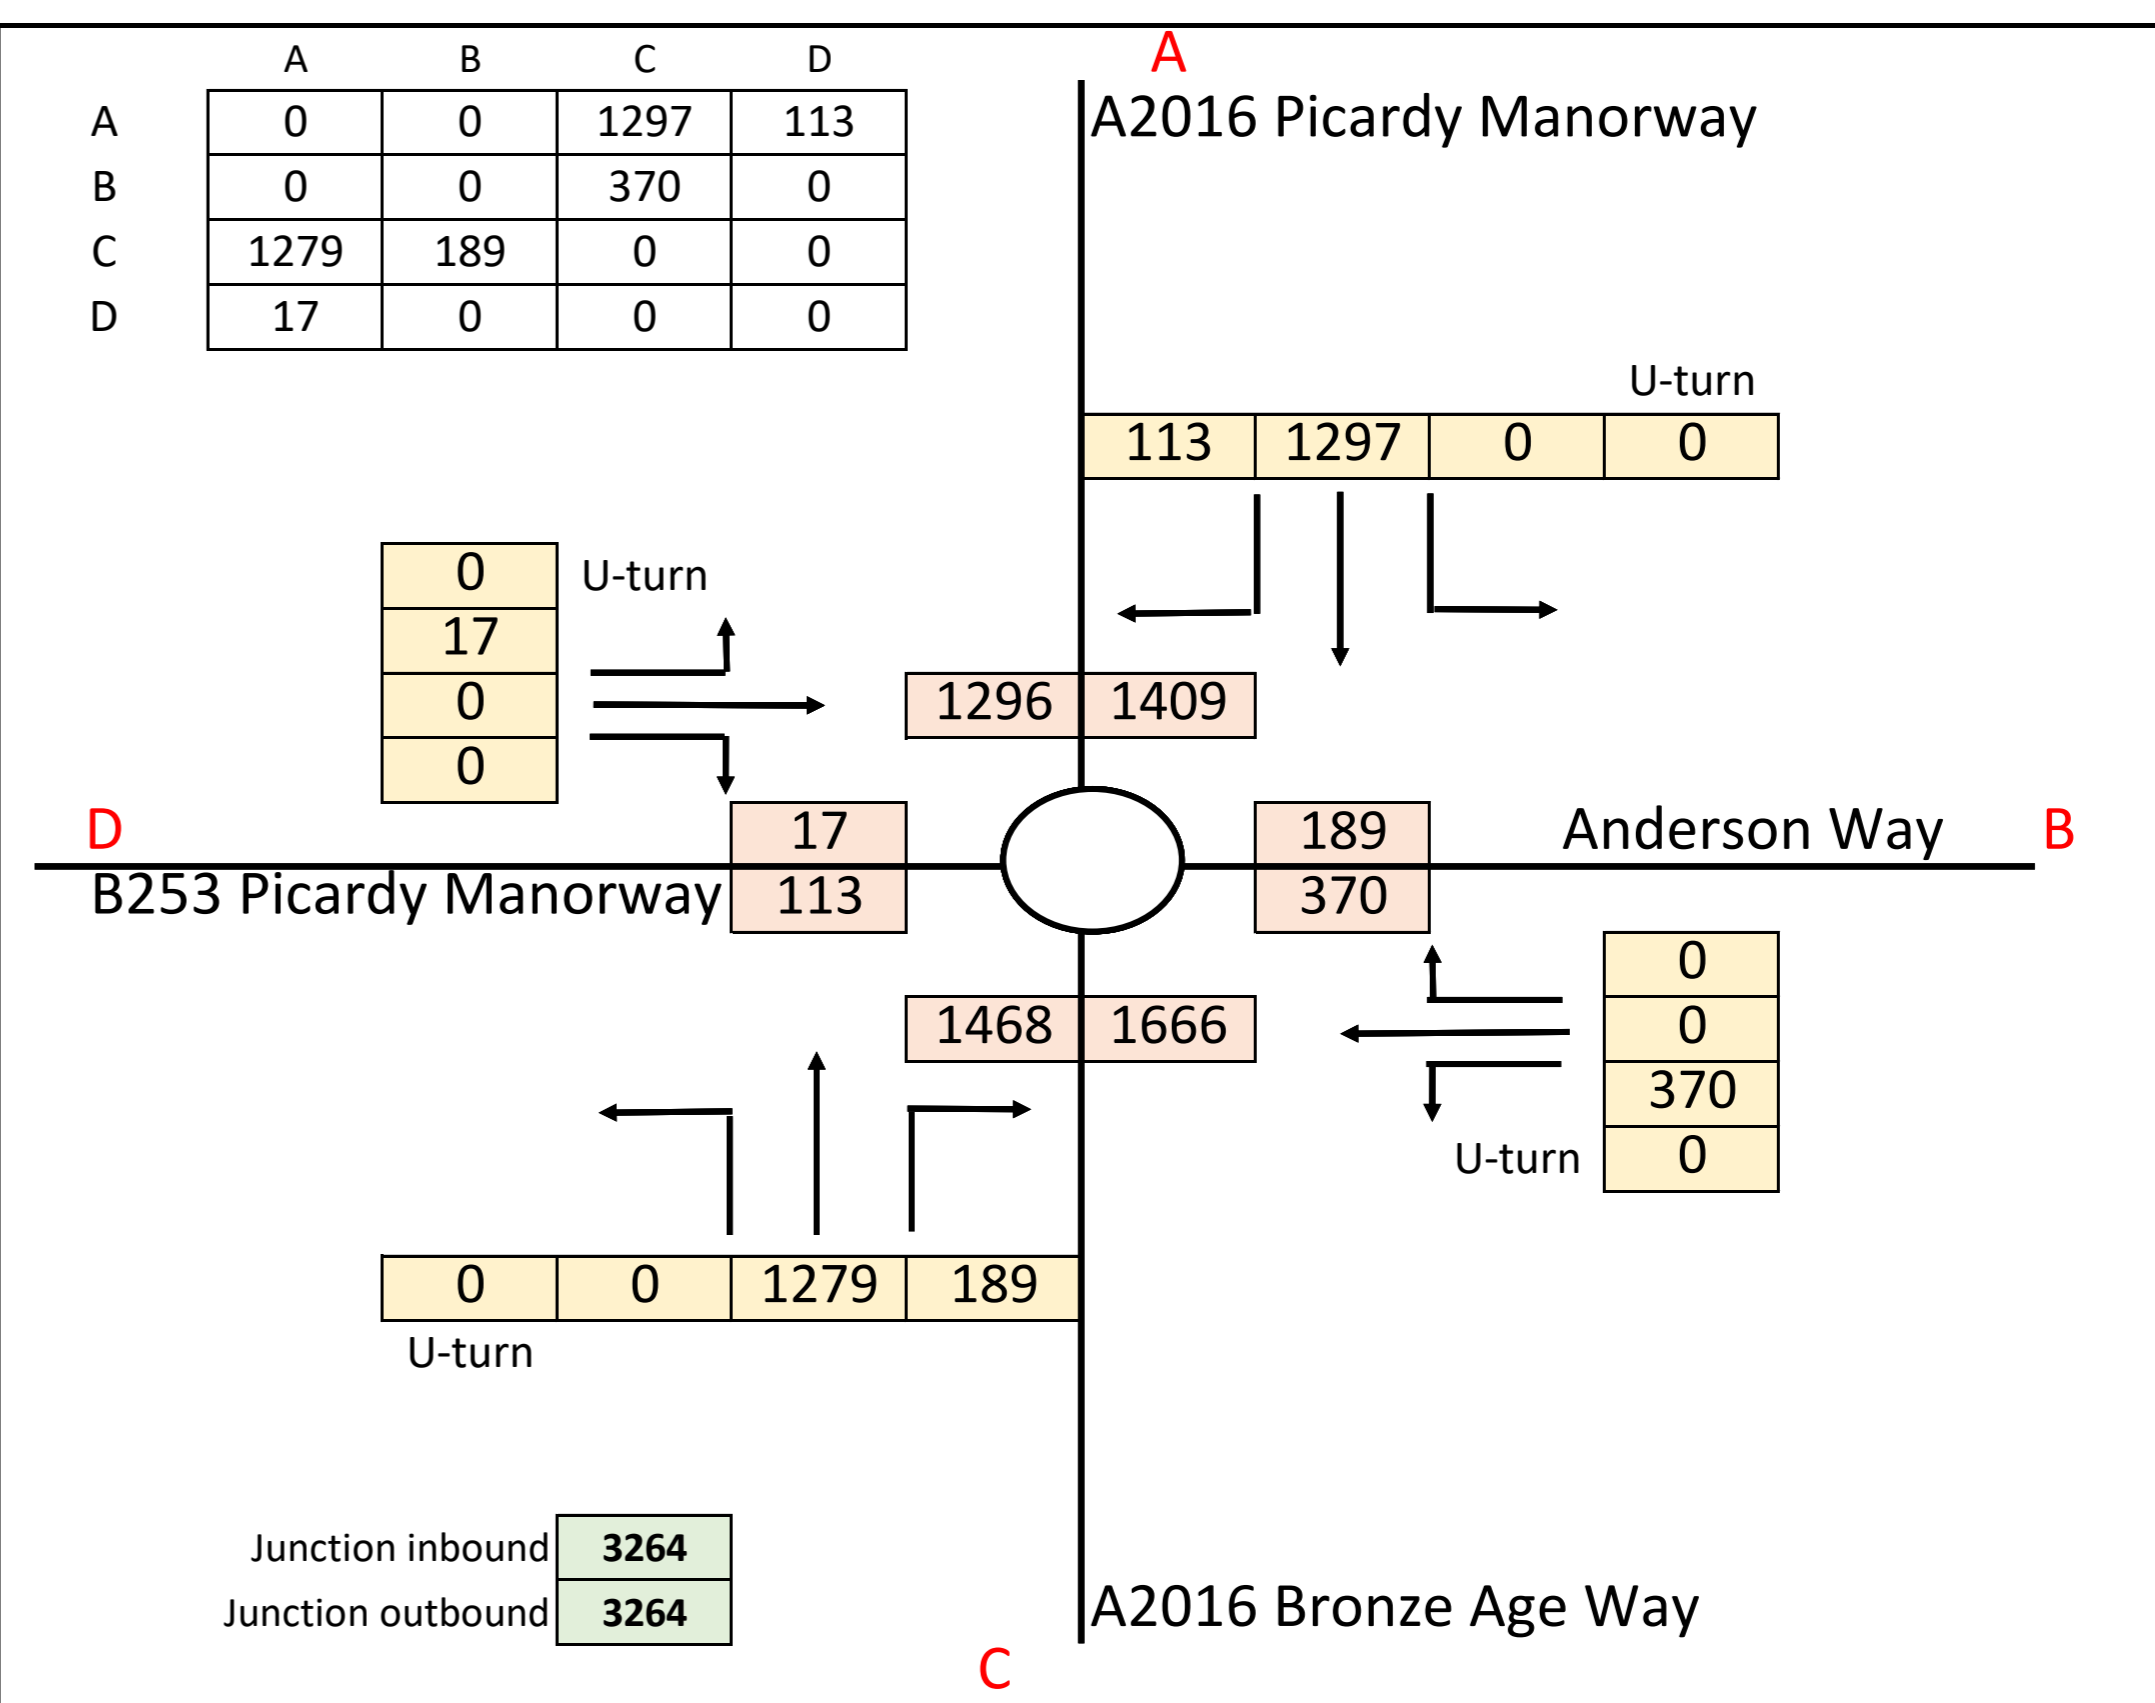 A
A B C D
A2016 Picardy Manorway
A 0 0 1297 113
B 0 0 370 0
C 1279 189 0 0
D 17 0 0 0
U-turn
113 1297 0 0
0 U-turn
17
0
0
1296 1409
D
17
189
Anderson Way B
B253 Picardy Manorway
113
370
0
0
370
0
U-turn
1468 1666
0 0 1279 189
U-turn
Junction inbound 3264
Junction outbound 3264
A2016 Bronze Age Way
C